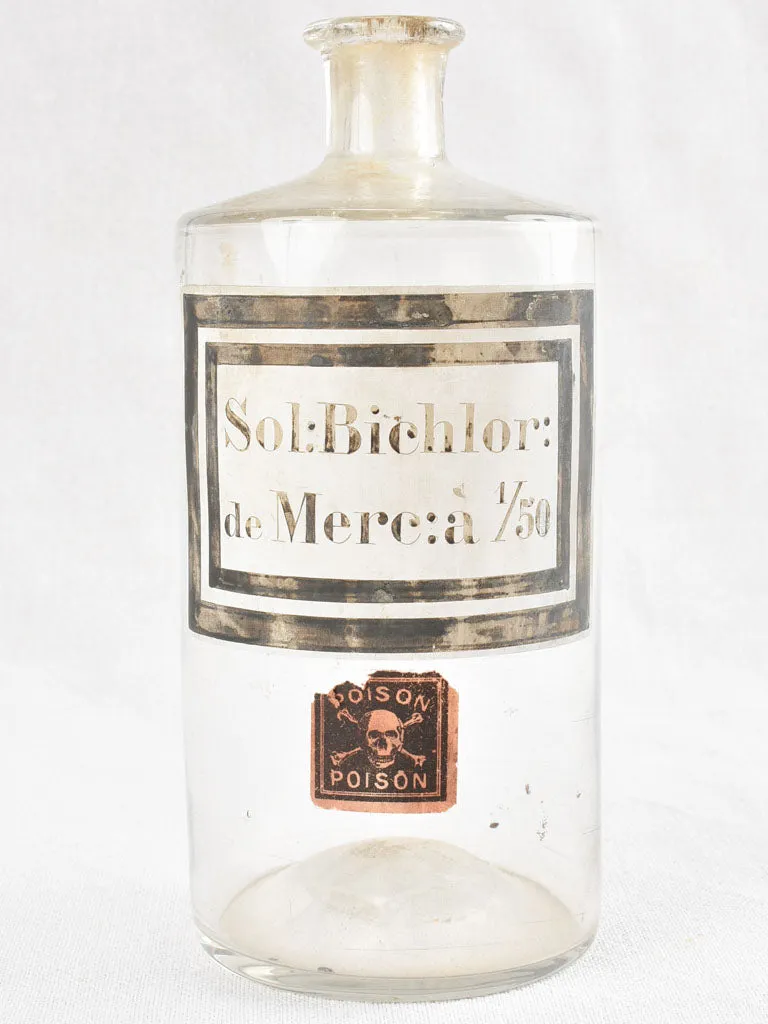 Sol:Bichlor:
de Merc:à 1/50
POISON
POISON